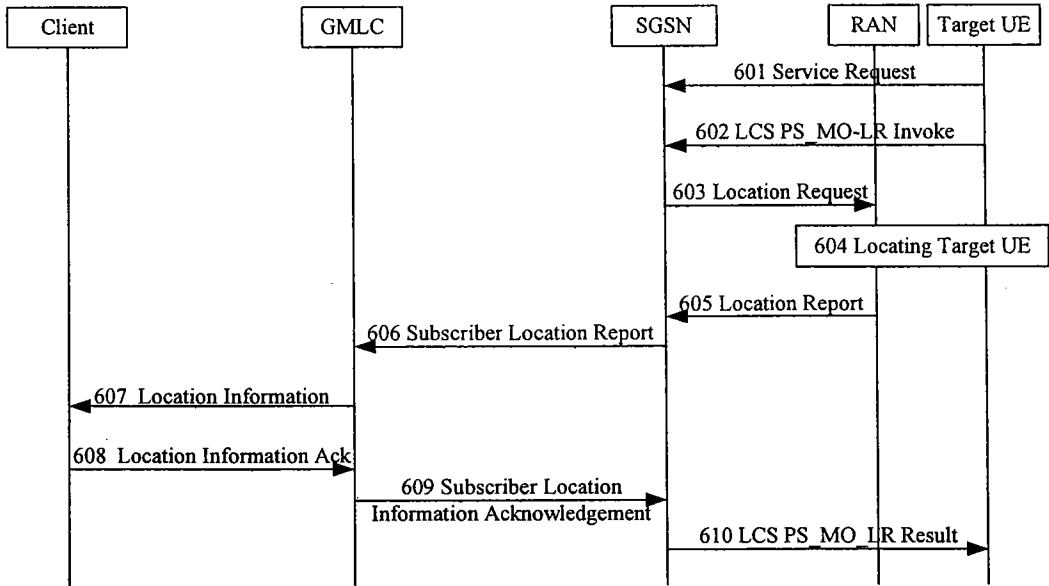 Client
GMLC
SGSN
RAN
Target UE
601 Service Request
602 LCS PS_MO-LR Invoke
603 Location Request
604 Locating Target UE
605 Location Report
606 Subscriber Location Report
607 Location Information
608 Location Information Ack
609 Subscriber Location
Information Acknowledgement
610 LCS PS_MO_LR Result